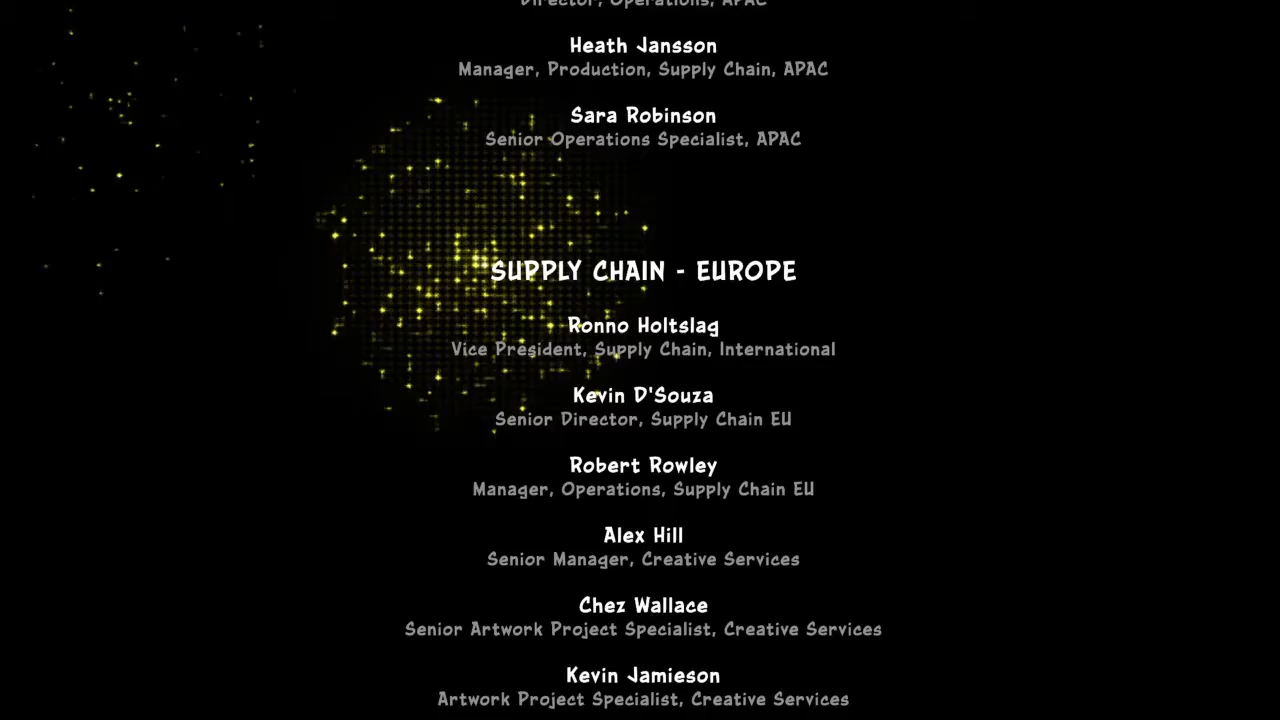 Director, Operations, APAC
Heath Jansson
Manager, Production, Supply Chain, APAC
Sara Robinson
Senior Operations Specialist, APAC
SUPPLY CHAIN - EUROPE
Ronno Holtslag
Vice President, Supply Chain, International
Kevin D'Souza
Senior Director, Supply Chain EU
Robert Rowley
Manager, Operations, Supply Chain EU
Alex Hill
Senior Manager, Creative Services
Chez Wallace
Senior Artwork Project Specialist, Creative Services
Kevin Jamieson
Artwork Project Specialist, Creative Services